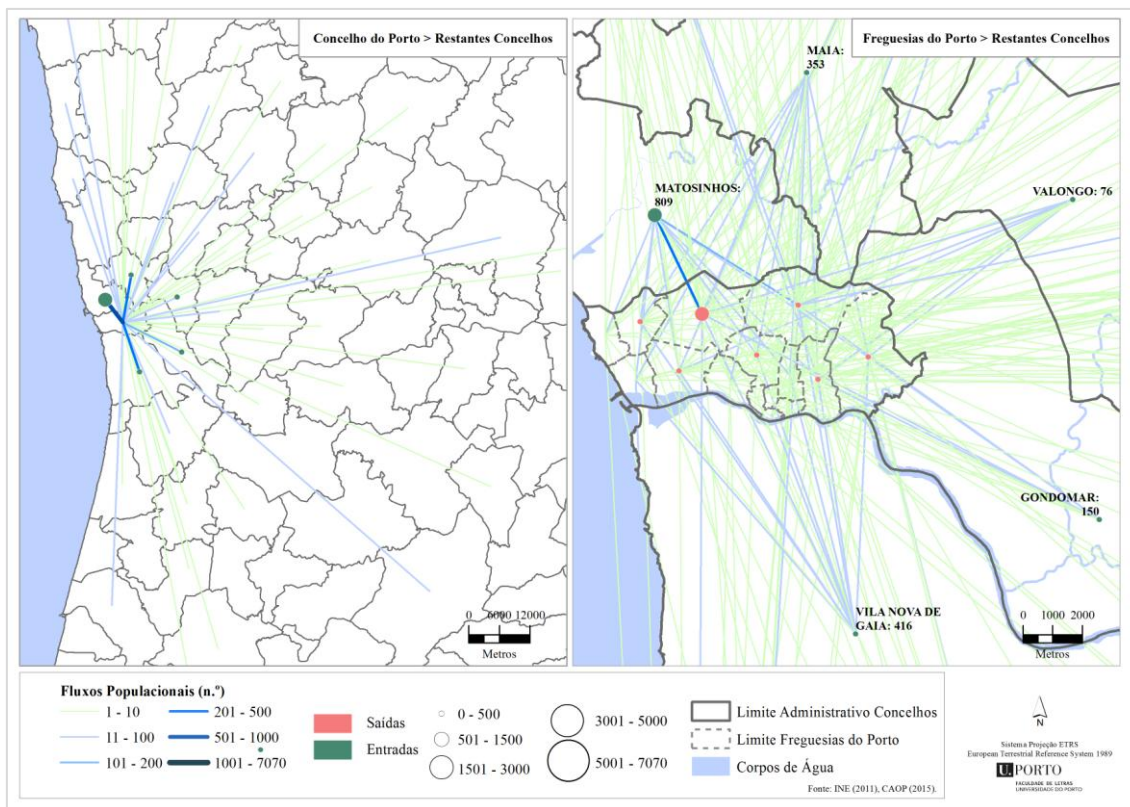 Concelho do Porto > Restantes Concelhos
0 6000 12000
Metros
Freguesias do Porto > Restantes Concelhos
MAIA:
353
MATOSINHOS:
809
VALONGO: 76
GONDOMAR:
150
VILA NOVA DE
GAIA: 416
0 1000 2000
Metros
Fluxos Populacionais (n.º)
1 - 10
11 - 100
101 - 200
201 - 500
501 - 1000
1001 - 7070
Saídas
Entradas
0 - 500
501 - 1500
1501 - 3000
3001 - 5000
5001 - 7070
Limite Administrativo Concelhos
Limite Freguesias do Porto
Corpos de Água
Fonte: INE (2011), CAOP (2015).
N
Sistema Projeção ETRS
European Terrestrial Reference System 1989
U. PORTO
FACULDADE DE LETRAS
UNIVERSIDADE DO PORTO